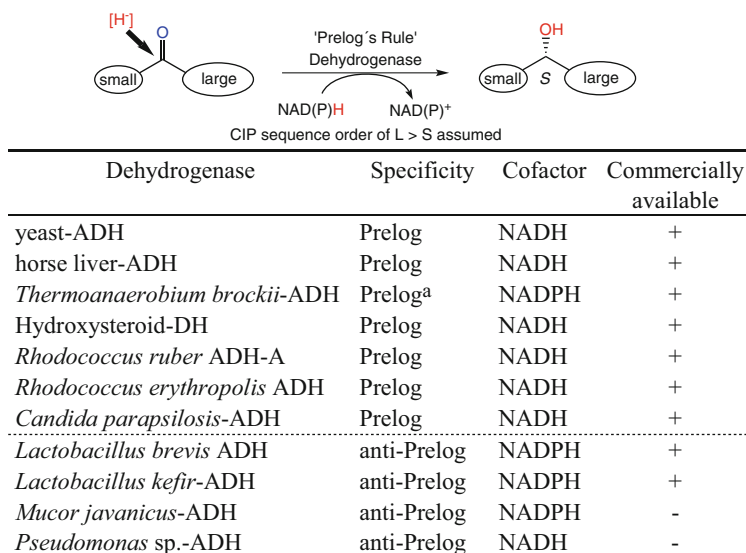 [H-]
O
OH
'Prelog´s Rule'
Dehydrogenase
small
large
small
S
large
NAD(P)H
NAD(P)+
CIP sequence order of L > S assumed
Dehydrogenase Specificity Cofactor Commercially available
yeast-ADH Prelog NADH +
horse liver-ADH Prelog NADH +
Thermoanaerobium brockii-ADH Prelogᵃ NADPH +
Hydroxysteroid-DH Prelog NADH +
Rhodococcus ruber ADH-A Prelog NADH +
Rhodococcus erythropolis ADH Prelog NADH +
Candida parapsilosis-ADH Prelog NADH +
Lactobacillus brevis ADH anti-Prelog NADPH +
Lactobacillus kefir-ADH anti-Prelog NADPH +
Mucor javanicus-ADH anti-Prelog NADPH -
Pseudomonas sp.-ADH anti-Prelog NADH -